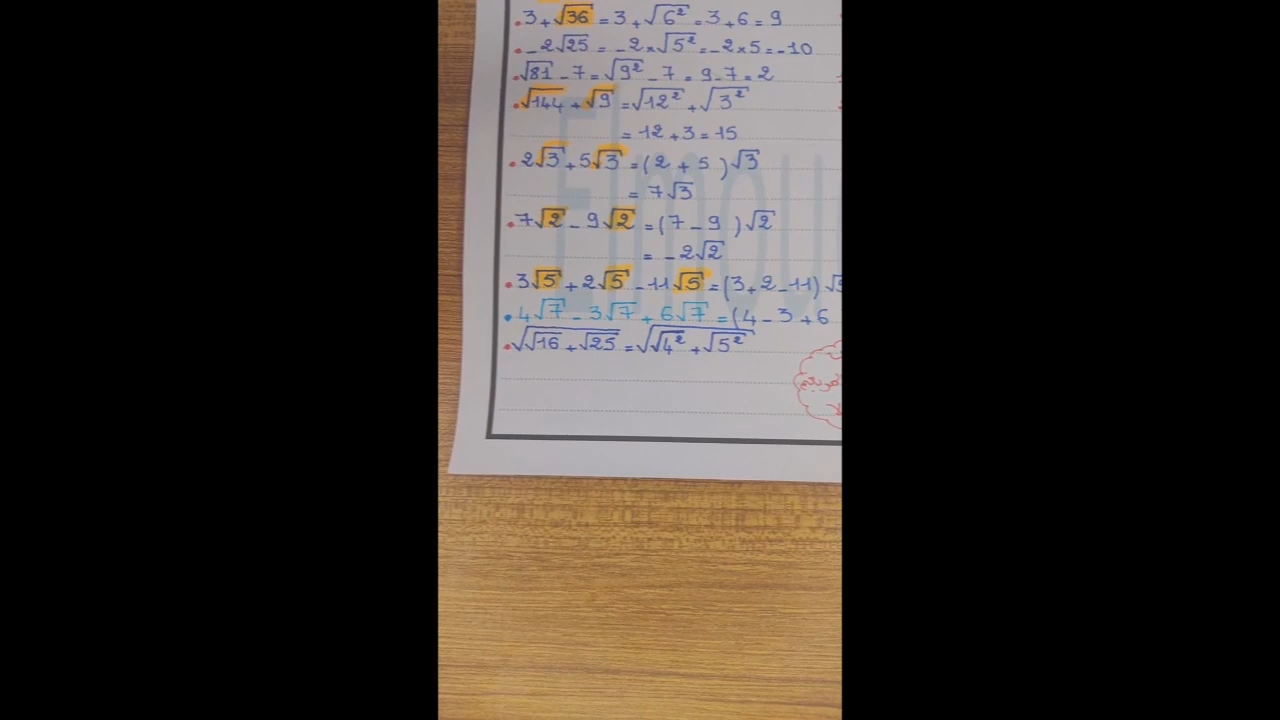 .3+√36 = 3+√6² = 3+6 = 9
.-2√25 = -2×√5² = -2×5 = -10
.√81 - 7 = √9² - 7 = 9-7 = 2
.√144 + √9 = √12² + √3²
= 12+3 = 15
.2√3 + 5√3 = (2 + 5)√3
= 7√3
.7√2 - 9√2 = (7 - 9)√2
= -2√2
.3√5 + 2√5 - 11√5 = (3+2-11)√5
.4√7 - 3√7 + 6√7 = (4 - 3 + 6
.√(√16 + √25) = √(√4² + √5²)
Elmou